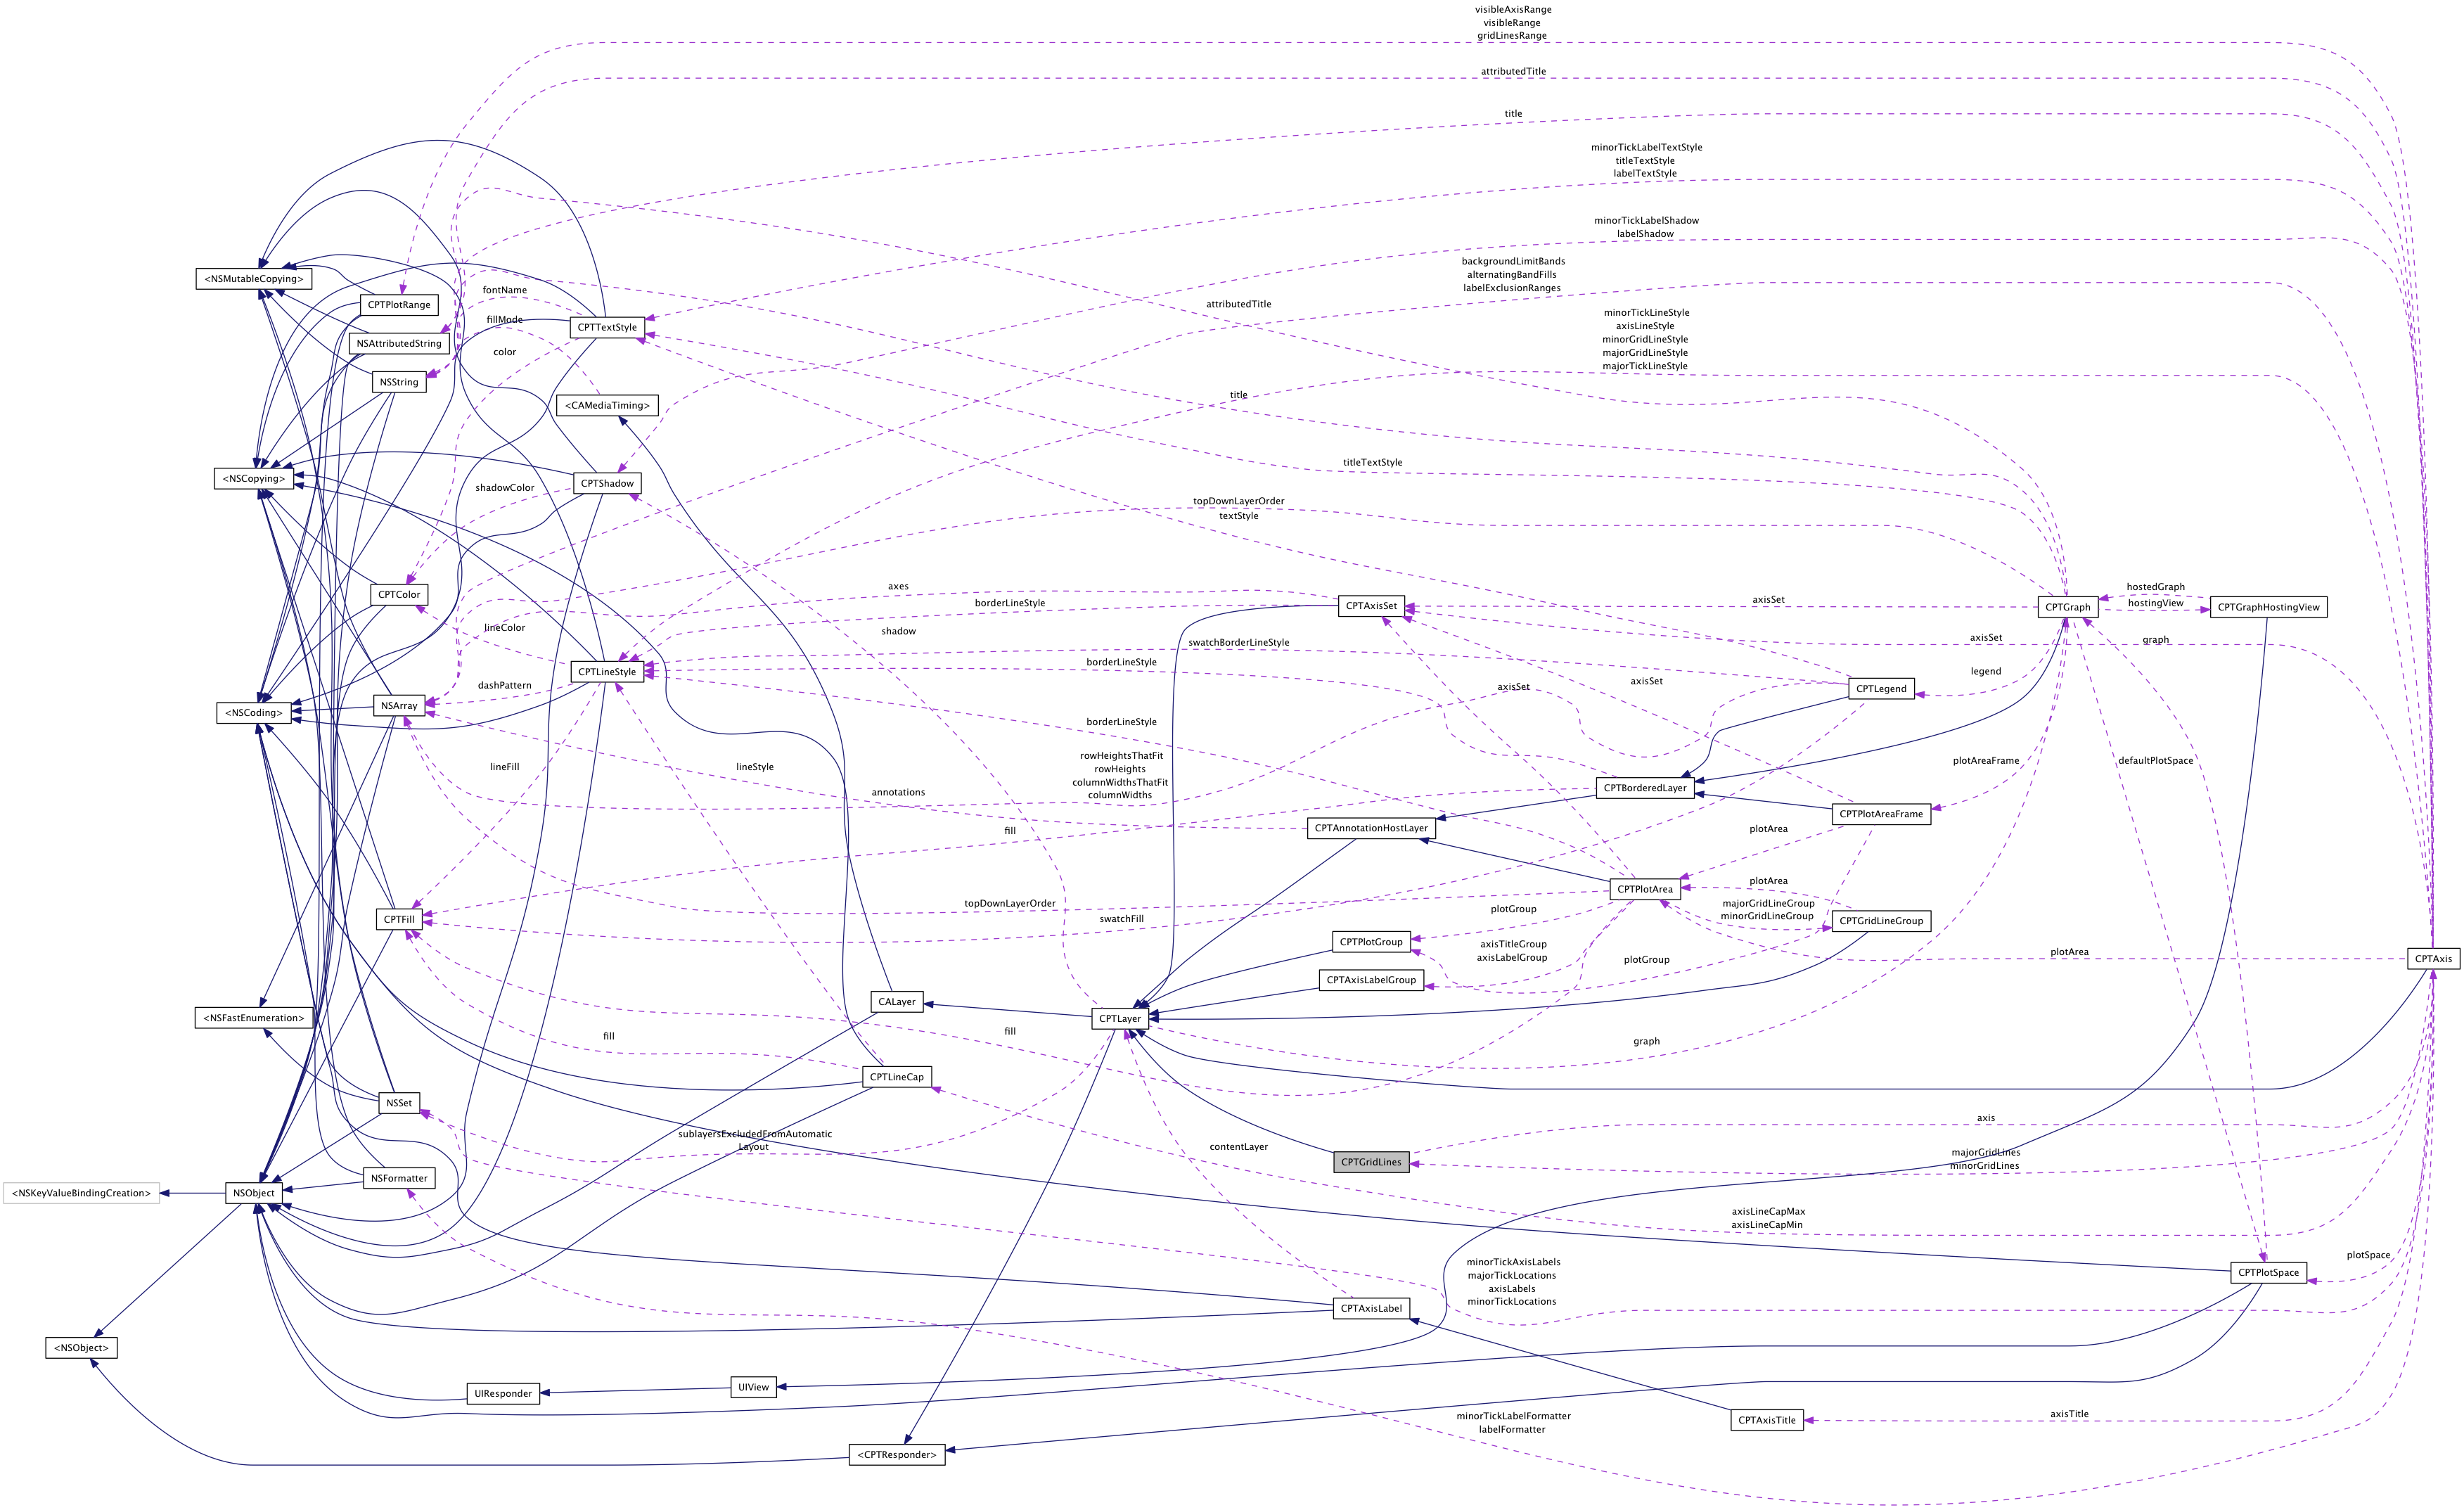 visibleAxisRange
visibleRange
gridLinesRange
attributedTitle
title
minorTickLabelTextStyle
titleTextStyle
labelTextStyle
minorTickLabelShadow
labelShadow
backgroundLimitBands
alternatingBandFills
labelExclusionRanges
<NSMutableCopying>
CPTPlotRange
fontName
attributedTitle
minorTickLineStyle
axisLineStyle
minorGridLineStyle
majorGridLineStyle
majorTickLineStyle
fillMode
CPTTextStyle
NSAttributedString
color
NSString
title
<CAMediaTiming>
titleTextStyle
<NSCopying>
shadowColor
CPTShadow
topDownLayerOrder
textStyle
CPTColor
axes
borderLineStyle
CPTAxisSet
axisSet
CPTGraph
hostedGraph
hostingView
CPTGraphHostingView
lineColor
shadow
swatchBorderLineStyle
axisSet
graph
CPTLineStyle
borderLineStyle
legend
dashPattern
axisSet
axisSet
CPTLegend
<NSCoding>
NSArray
borderLineStyle
lineFill
lineStyle
rowHeightsThatFit
rowHeights
columnWidthsThatFit
columnWidths
plotAreaFrame
defaultPlotSpace
annotations
CPTBorderedLayer
CPTPlotAreaFrame
fill
CPTAnnotationHostLayer
plotArea
plotArea
CPTPlotArea
topDownLayerOrder
majorGridLineGroup
minorGridLineGroup
CPTFill
swatchFill
plotGroup
CPTGridLineGroup
CPTPlotGroup
axisTitleGroup
axisLabelGroup
plotGroup
plotArea
CPTAxis
CPTAxisLabelGroup
CALayer
<NSFastEnumeration>
CPTLayer
fill
fill
graph
CPTLineCap
NSSet
axis
sublayersExcludedFromAutomatic
Layout
contentLayer
CPTGridLines
majorGridLines
minorGridLines
NSFormatter
<NSKeyValueBindingCreation>
NSObject
axisLineCapMax
axisLineCapMin
plotSpace
minorTickAxisLabels
majorTickLocations
axisLabels
minorTickLocations
CPTPlotSpace
CPTAxisLabel
<NSObject>
UIResponder
UIView
minorTickLabelFormatter
labelFormatter
CPTAxisTitle
axisTitle
<CPTResponder>